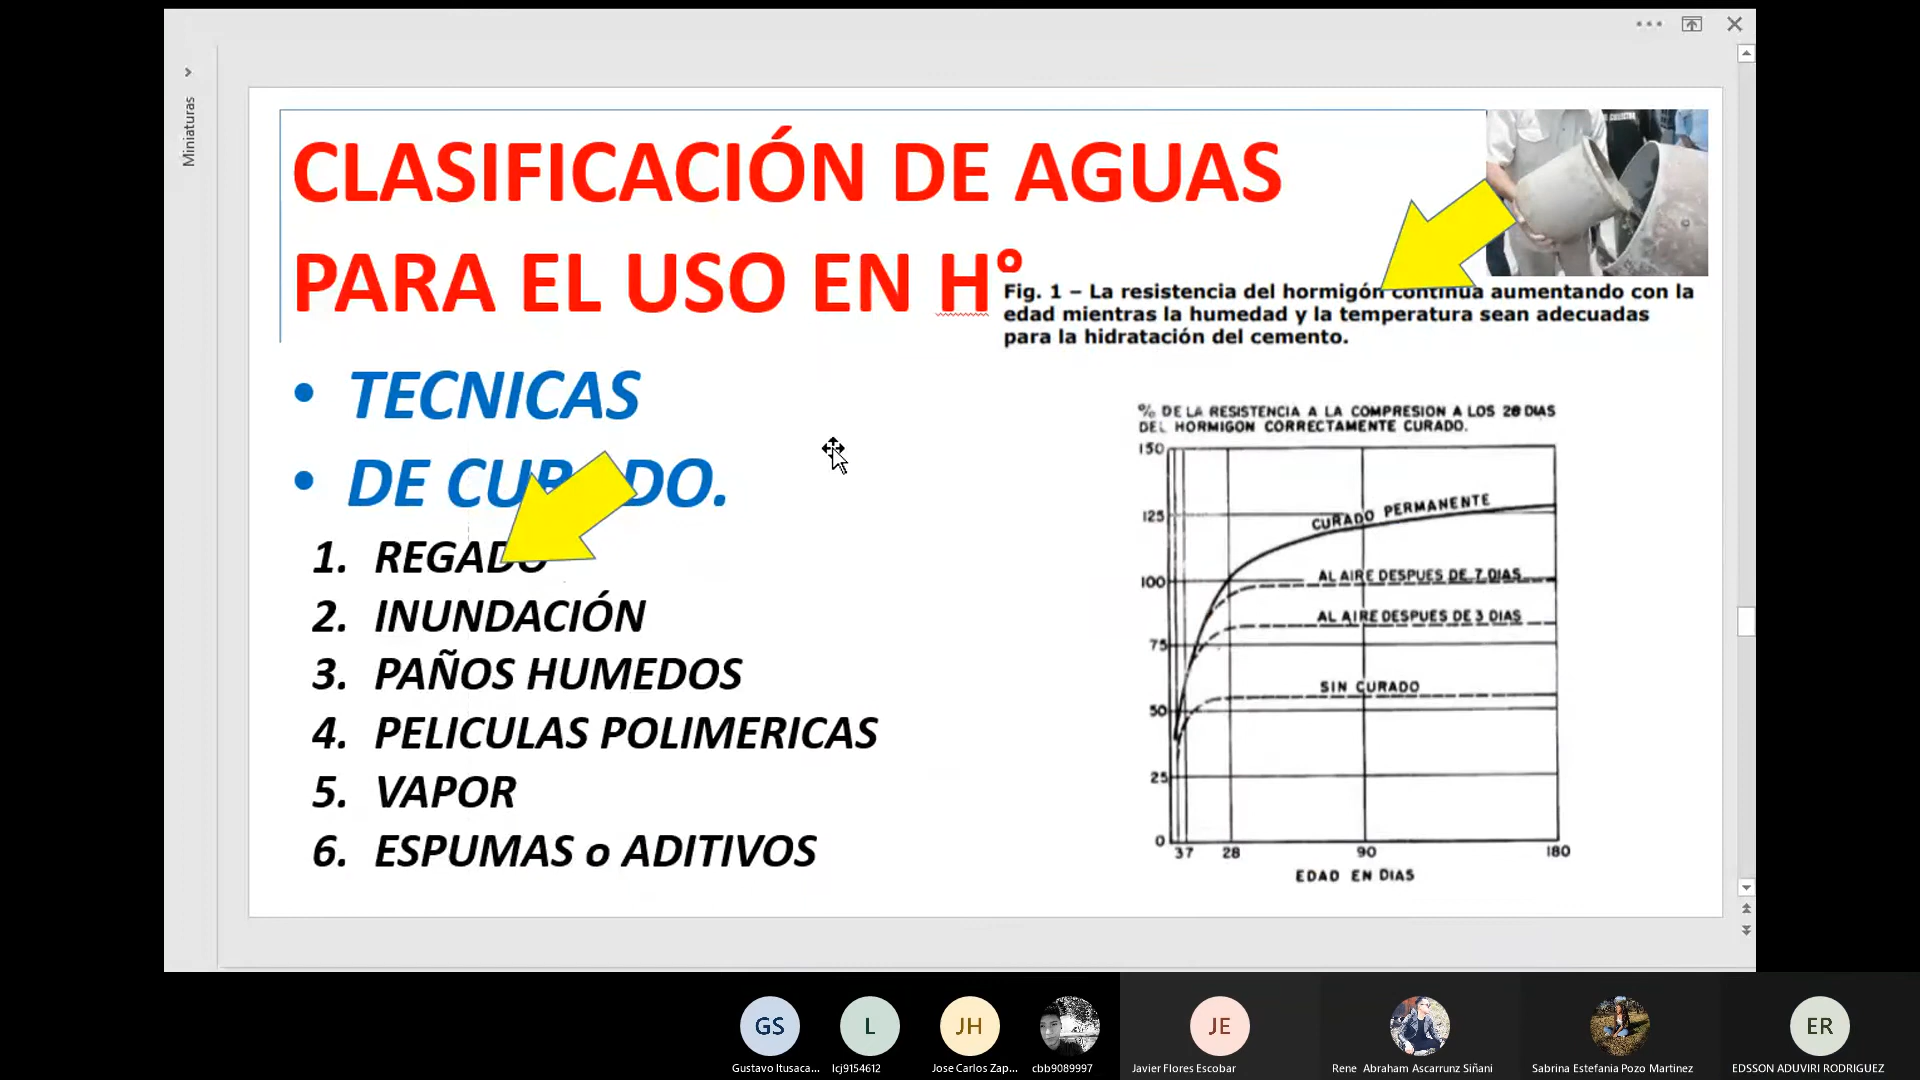 Miniaturas
CLASIFICACIÓN DE AGUAS
PARA EL USO EN H°
Fig. 1 – La resistencia del hormigón continúa aumentando con la
edad mientras la humedad y la temperatura sean adecuadas
para la hidratación del cemento.
• TECNICAS
• DE CURADO.
1. REGADO
2. INUNDACIÓN
3. PAÑOS HUMEDOS
4. PELICULAS POLIMERICAS
5. VAPOR
6. ESPUMAS o ADITIVOS
% DE LA RESISTENCIA A LA COMPRESION A LOS 28 DIAS
DEL HORMIGON CORRECTAMENTE CURADO.
150
125
100
75
50
25
0
CURADO PERMANENTE
AL AIRE DESPUES DE 7 DIAS
AL AIRE DESPUES DE 3 DIAS
SIN CURADO
3 7 28 90 180
EDAD EN DIAS
GS L JH JE ER
Gustavo Itusaca... lcj9154612 Jose Carlos Zap... cbb9089997 Javier Flores Escobar Rene Abraham Ascarrunz Siñani Sabrina Estefania Pozo Martinez EDSSON ADUVIRI RODRIGUEZ